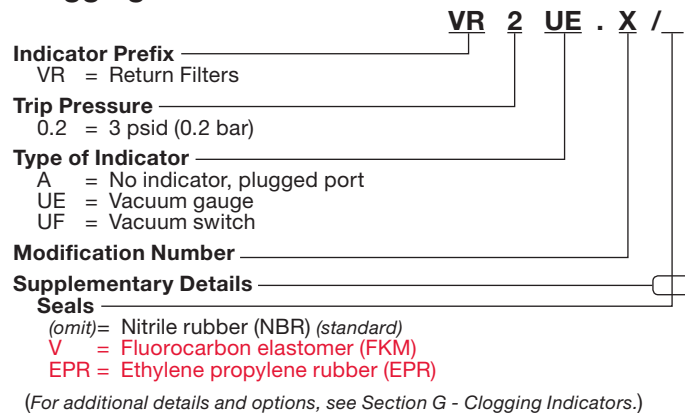 VR 2 UE . X /_
Indicator Prefix
VR = Return Filters
Trip Pressure
0.2 = 3 psid (0.2 bar)
Type of Indicator
A = No indicator, plugged port
UE = Vacuum gauge
UF = Vacuum switch
Modification Number
Supplementary Details
Seals
(omit)= Nitrile rubber (NBR) (standard)
V = Fluorocarbon elastomer (FKM)
EPR = Ethylene propylene rubber (EPR)
(For additional details and options, see Section G - Clogging Indicators.)